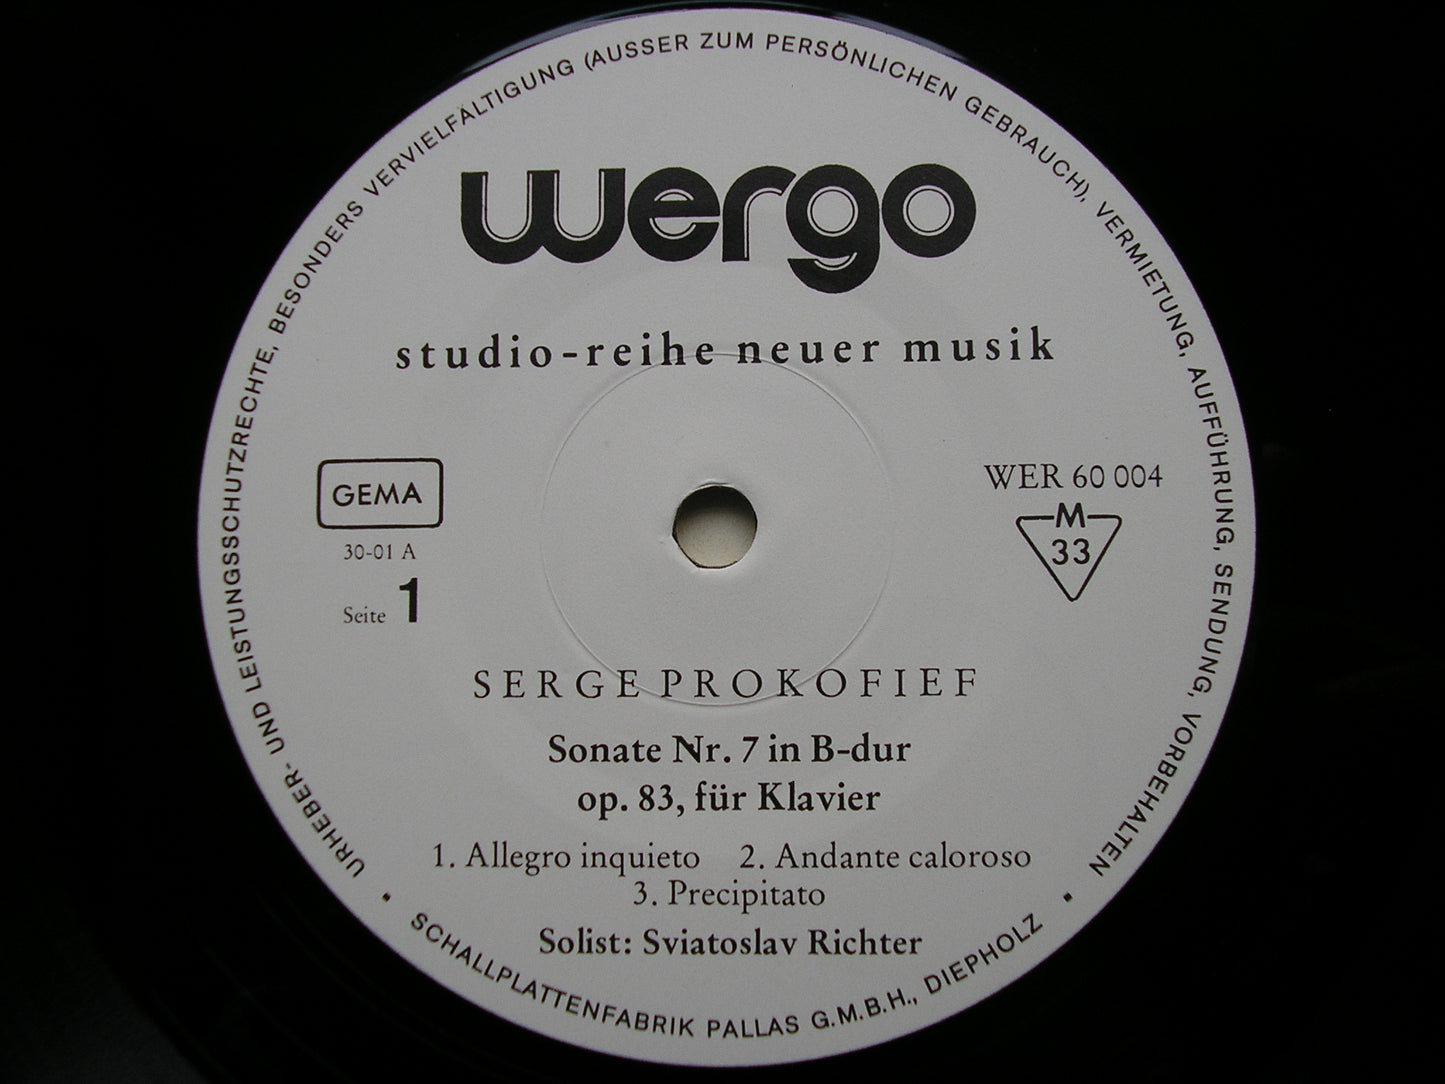 URHEBER- UND LEISTUNGSSCHUTZRECHTE, BESONDERS VERVIELFÄLTIGUNG (AUSSER ZUM PERSÖNLICHEN GEBRAUCH), VERMIETUNG, AUFFÜHRUNG, SENDUNG, VORBEHALTEN
wergo
studio-reihe neuer musik
GEMA
30-01 A
Seite 1
WER 60 004
M
33
SERGE PROKOFIEF
Sonate Nr. 7 in B-dur
op. 83, für Klavier
1. Allegro inquieto 2. Andante caloroso
3. Precipitato
Solist: Sviatoslav Richter
• SCHALLPLATTENFABRIK PALLAS G.M.B.H., DIEPHOLZ •